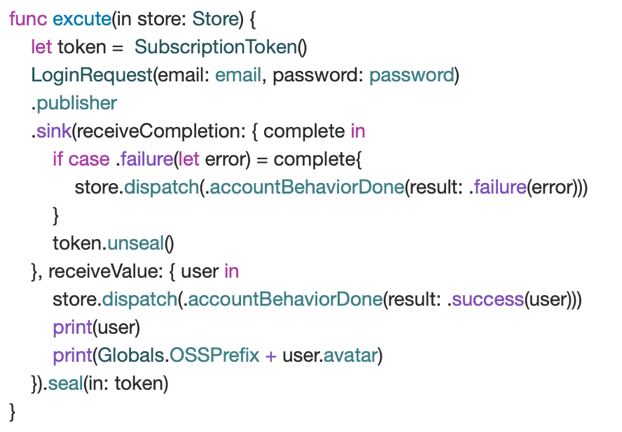 func excute(in store: Store) {
let token =  SubscriptionToken()
LoginRequest(email: email, password: password)
.publisher
.sink(receiveCompletion: { complete in
if case .failure(let error) = complete{
store.dispatch(.accountBehaviorDone(result: .failure(error)))
}
token.unseal()
}, receiveValue: { user in
store.dispatch(.accountBehaviorDone(result: .success(user)))
print(user)
print(Globals.OSSPrefix + user.avatar)
}).seal(in: token)
}